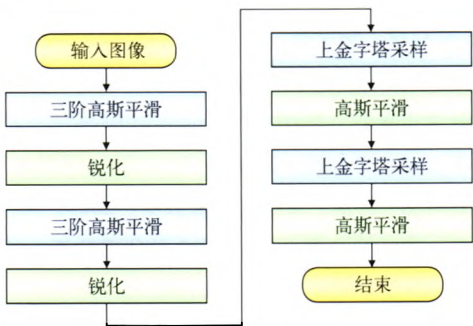 输入图像
三阶高斯平滑
锐化
三阶高斯平滑
锐化
上金字塔采样
高斯平滑
上金字塔采样
高斯平滑
结束